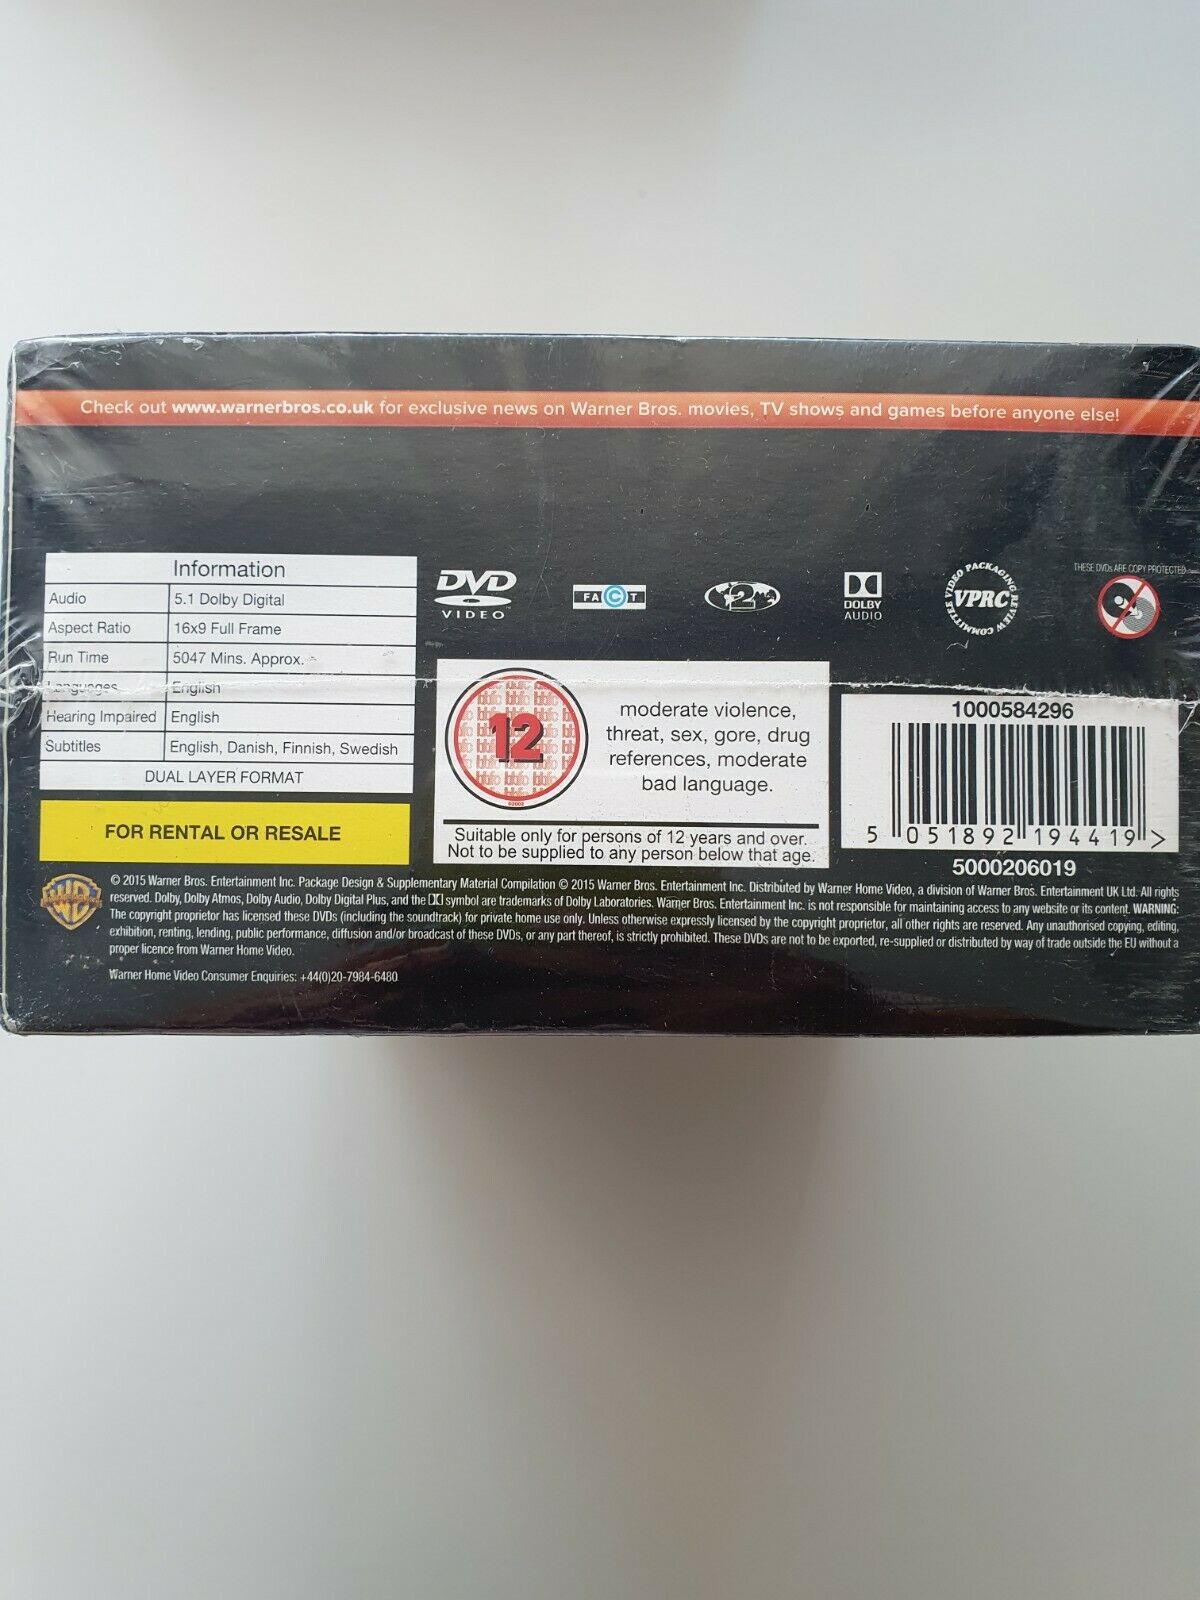 Check out www.warnerbros.co.uk for exclusive news on Warner Bros. movies, TV shows and games before anyone else!
Information
Audio 5.1 Dolby Digital
Aspect Ratio 16x9 Full Frame
Run Time 5047 Mins. Approx.
Languages English
Hearing Impaired English
Subtitles English, Danish, Finnish, Swedish
DUAL LAYER FORMAT
FOR RENTAL OR RESALE
DVD
VIDEO
FACT
2
DOLBY
AUDIO
VIDEO PACKAGING REVIEW COMMITTEE
VPRC
THESE DVDs ARE COPY PROTECTED
12
moderate violence,
threat, sex, gore, drug
references, moderate
bad language.
Suitable only for persons of 12 years and over.
Not to be supplied to any person below that age.
1000584296
5 051892 194419 >
5000206019
© 2015 Warner Bros. Entertainment Inc. Package Design & Supplementary Material Compilation © 2015 Warner Bros. Entertainment Inc. Distributed by Warner Home Video, a division of Warner Bros. Entertainment UK Ltd. All rights
reserved. Dolby, Dolby Atmos, Dolby Audio, Dolby Digital Plus, and the symbol are trademarks of Dolby Laboratories. Warner Bros. Entertainment Inc. is not responsible for maintaining access to any website or its content. WARNING:
The copyright proprietor has licensed these DVDs (including the soundtrack) for private home use only. Unless otherwise expressly licensed by the copyright proprietor, all other rights are reserved. Any unauthorised copying, editing,
exhibition, renting, lending, public performance, diffusion and/or broadcast of these DVDs, or any part thereof, is strictly prohibited. These DVDs are not to be exported, re-supplied or distributed by way of trade outside the EU without a
proper licence from Warner Home Video.
Warner Home Video Consumer Enquiries: +44(0)20-7984-6480